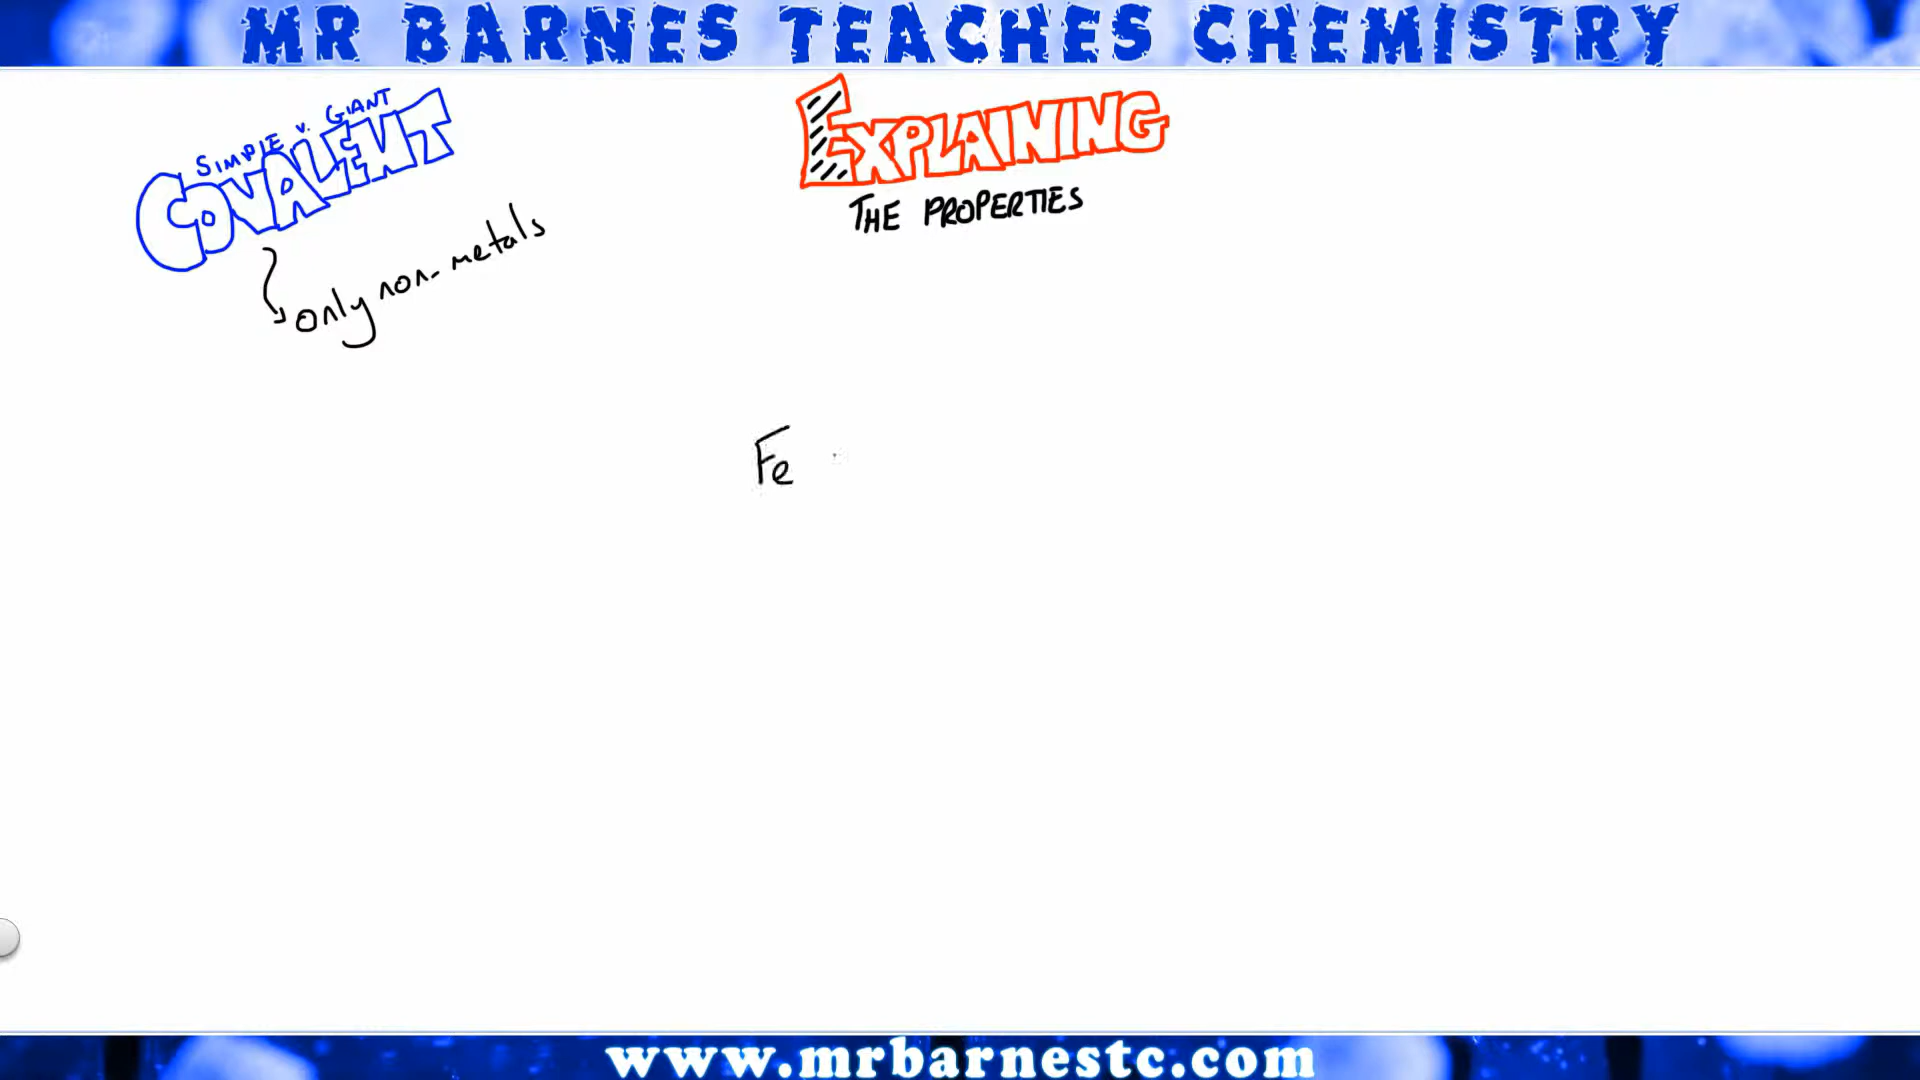 MR BARNES TEACHES CHEMISTRY
SIMPLE v. GIANT
COVALENT
only non-metals
EXPLAINING
THE PROPERTIES
Fe
www.mrbarnestc.com